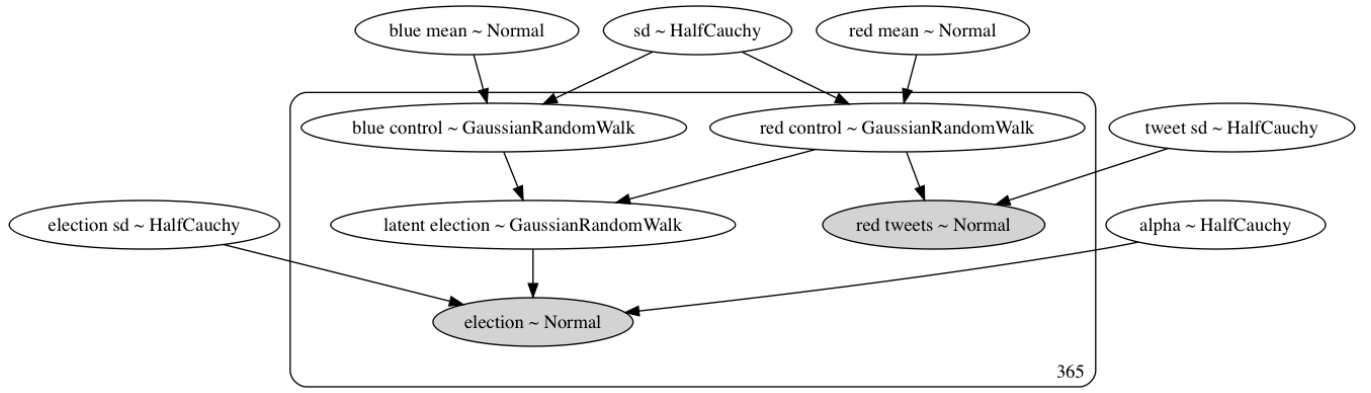 blue mean ~ Normal
sd ~ HalfCauchy
red mean ~ Normal
blue control ~ GaussianRandomWalk
red control ~ GaussianRandomWalk
tweet sd ~ HalfCauchy
election sd ~ HalfCauchy
latent election ~ GaussianRandomWalk
red tweets ~ Normal
alpha ~ HalfCauchy
election ~ Normal
365